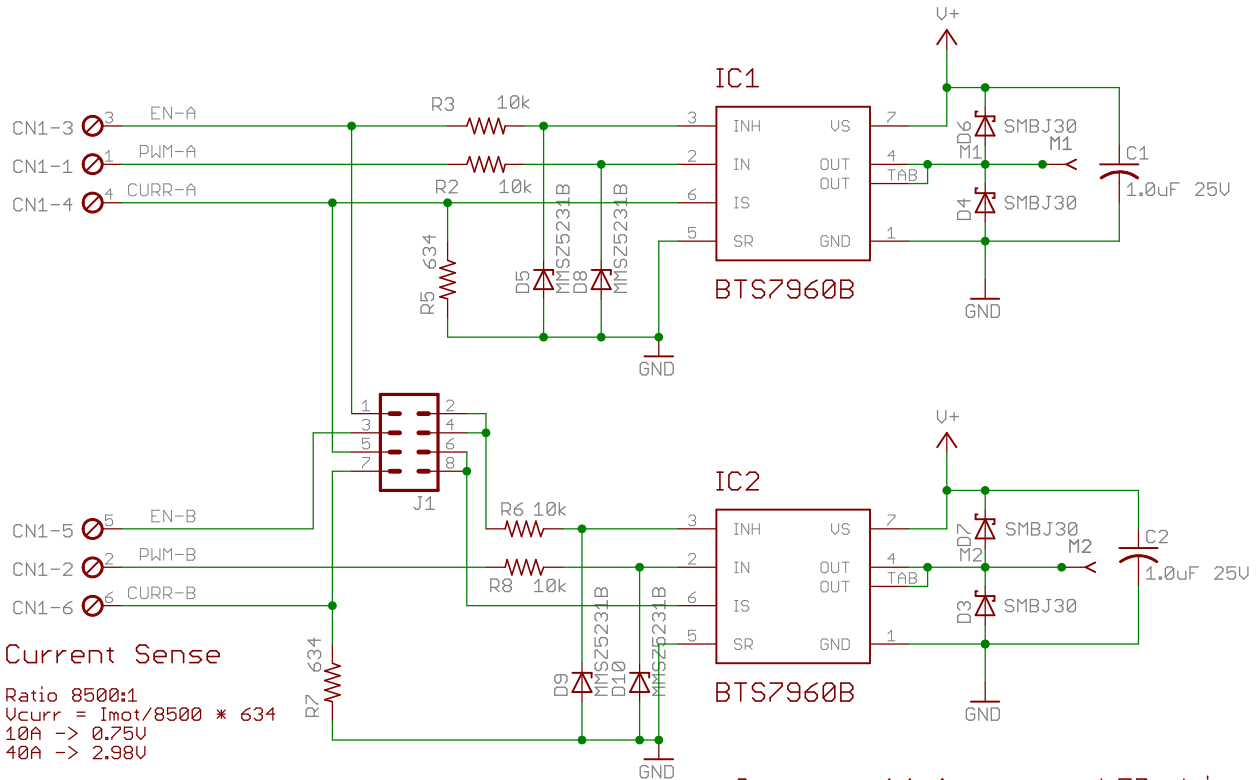 V+
IC1
CN1-3
3
EN-A
R3
10k
3
INH
VS
7
D6
SMBJ30
M1
CN1-1
1
PWM-A
R2
10k
2
IN
OUT
4
M1
OUT
TAB
C1
1.0uF 25V
CN1-4
4
CURR-A
6
IS
D4
SMBJ30
5
SR
GND
1
634
R5
D5
MMSZ5231B
D8
MMSZ5231B
BTS7960B
GND
GND
1
2
3
4
5
6
7
8
J1
V+
IC2
CN1-5
5
EN-B
R6
10k
3
INH
VS
7
D7
SMBJ30
M2
CN1-2
2
PWM-B
R8
10k
2
IN
OUT
4
M2
OUT
TAB
C2
1.0uF 25V
CN1-6
6
CURR-B
6
IS
D3
SMBJ30
5
SR
GND
1
634
R7
D9
MMSZ5231B
D10
MMSZ5231B
BTS7960B
GND
GND
Current Sense
Ratio 8500:1
Vcurr = Imot/8500 * 634
10A -> 0.75V
40A -> 2.98V